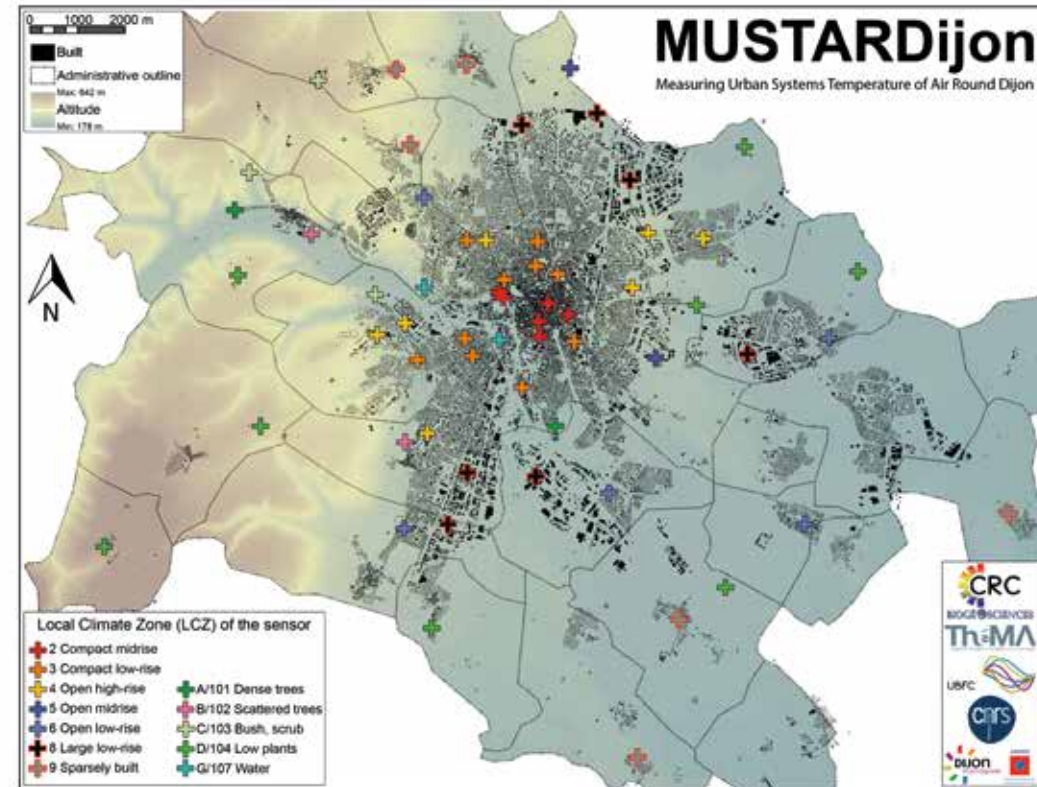 0 1000 2000 m
Built
Administrative outline
Max: 642 m
Altitude
Min: 178 m
MUSTARDijon
Measuring Urban Systems Temperature of Air Round Dijon
N
Local Climate Zone (LCZ) of the sensor
2 Compact midrise
3 Compact low-rise
4 Open high-rise
5 Open midrise
6 Open low-rise
8 Large low-rise
9 Sparsely built
A/101 Dense trees
B/102 Scattered trees
C/103 Bush, scrub
D/104 Low plants
G/107 Water
CRC
BIOGEOSCIENCES
ThéMA
UBFC
cnrs
DIJON